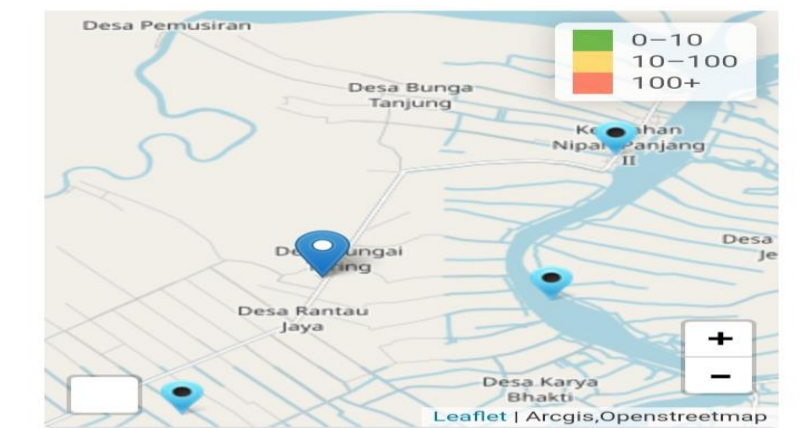 Desa Pemusiran
0–10
10–100
100+
Desa Bunga
Tanjung
Nipah Panjang
II
Desa
Je
Desa Rantau
Jaya
Desa Karya
Bhakti
+
−
Leaflet | Arcgis,Openstreetmap